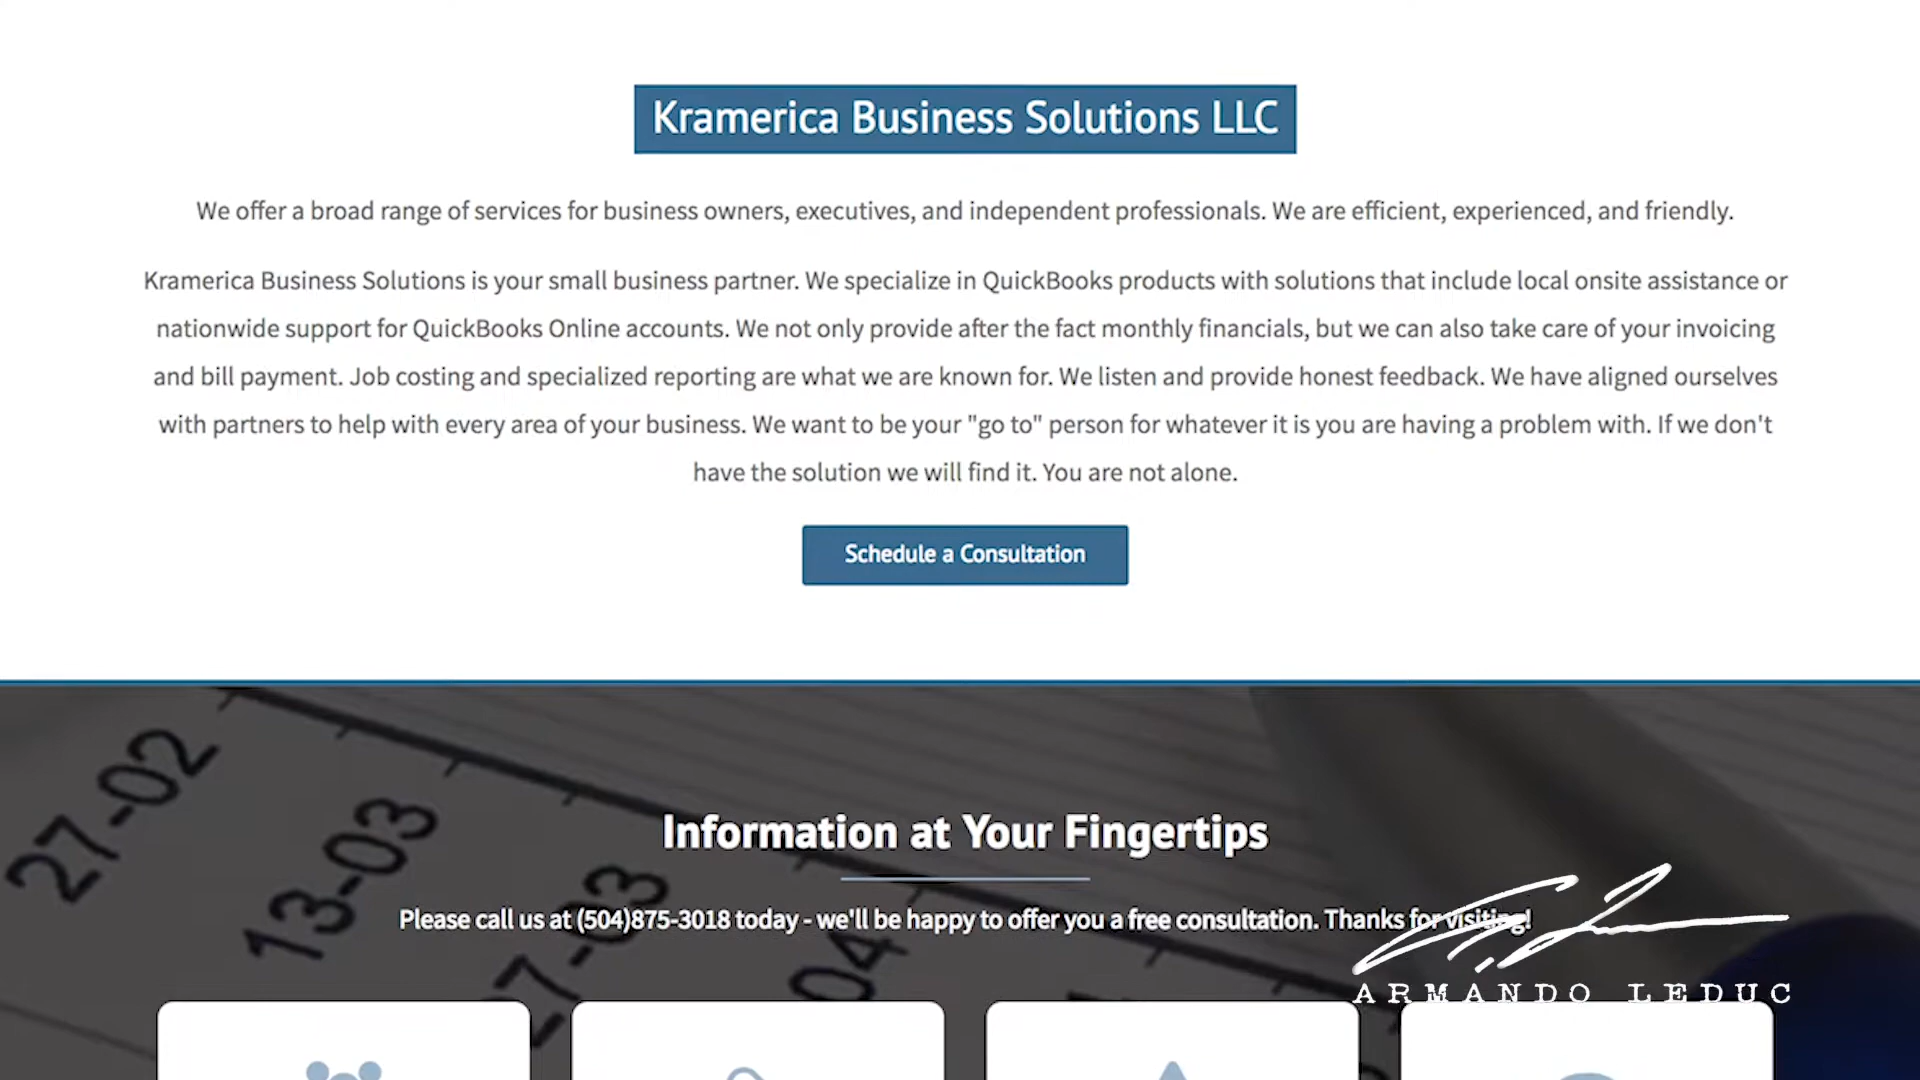 Kramerica Business Solutions LLC
We offer a broad range of services for business owners, executives, and independent professionals. We are efficient, experienced, and friendly.
Kramerica Business Solutions is your small business partner. We specialize in QuickBooks products with solutions that include local onsite assistance or
nationwide support for QuickBooks Online accounts. We not only provide after the fact monthly financials, but we can also take care of your invoicing
and bill payment. Job costing and specialized reporting are what we are known for. We listen and provide honest feedback. We have aligned ourselves
with partners to help with every area of your business. We want to be your "go to" person for whatever it is you are having a problem with. If we don't
have the solution we will find it. You are not alone.
Schedule a Consultation
27-02
13-03
27-03
04
Information at Your Fingertips
Please call us at (504)875-3018 today - we'll be happy to offer you a free consultation. Thanks for visiting!
ARMANDO LEDUC